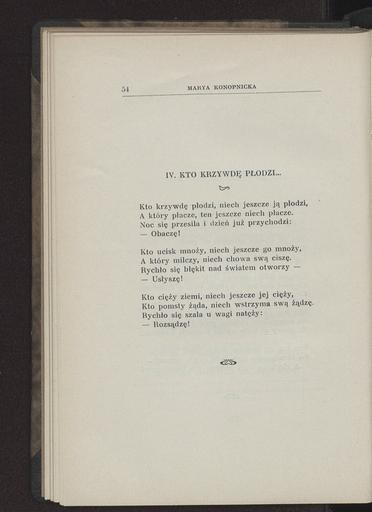 54
MARYA KONOPNICKA
IV. KTO KRZYWDĘ PŁODZI...
Kto krzywdę płodzi, niech jeszcze ją płodzi,
A który płacze, ten jeszcze niech płacze.
Noc się przesila i dzień już przychodzi:
— Obaczę!
Kto ucisk mnoży, niech jeszcze go mnoży,
A który milczy, niech chowa swą ciszę.
Rychło się błękit nad światem otworzy —
— Usłyszę!
Kto cięży ziemi, niech jeszcze jej cięży,
Kto pomsty żąda, niech wstrzyma swą żądzę.
Rychło się szala u wagi natęży:
— Rozsądzę!